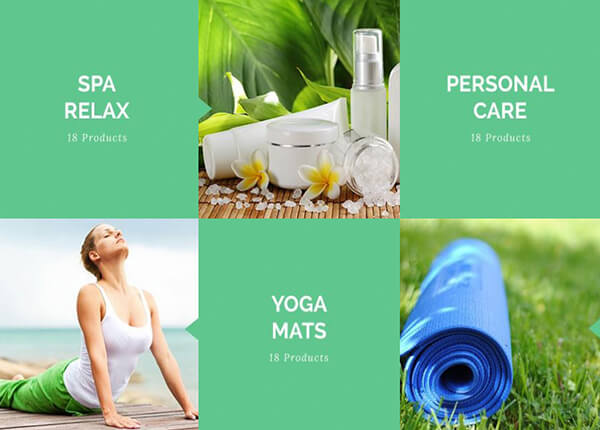 SPA
RELAX
18 Products
PERSONAL
CARE
18 Products
YOGA
MATS
18 Products